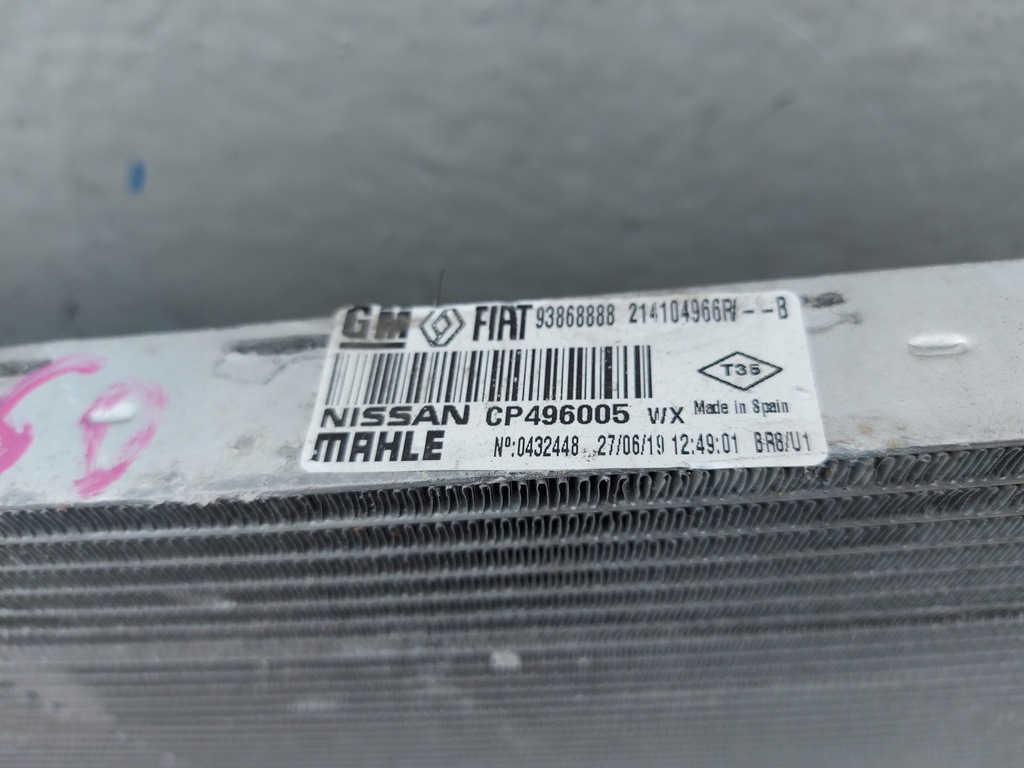 GM FIAT 93868888 214104966R--B
T35
NISSAN CP496005 WX Made in Spain
MAHLE Nº:0432448 27/06/19 12:49:01 BR8/U1